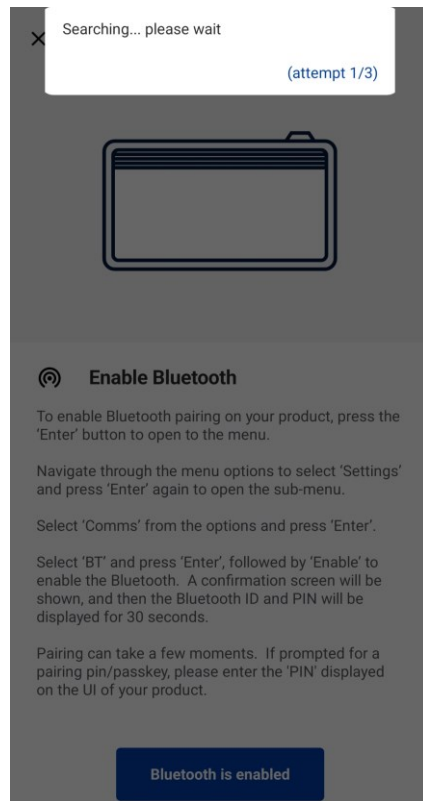 Searching... please wait
(attempt 1/3)
Enable Bluetooth
To enable Bluetooth pairing on your product, press the
‘Enter’ button to open to the menu.
Navigate through the menu options to select ‘Settings’
and press ‘Enter’ again to open the sub-menu.
Select ‘Comms’ from the options and press ‘Enter’.
Select ‘BT’ and press ‘Enter’, followed by ‘Enable’ to
enable the Bluetooth.  A confirmation screen will be
shown, and then the Bluetooth ID and PIN will be
displayed for 30 seconds.
Pairing can take a few moments.  If prompted for a
pairing pin/passkey, please enter the ‘PIN’ displayed
on the UI of your product.
Bluetooth is enabled